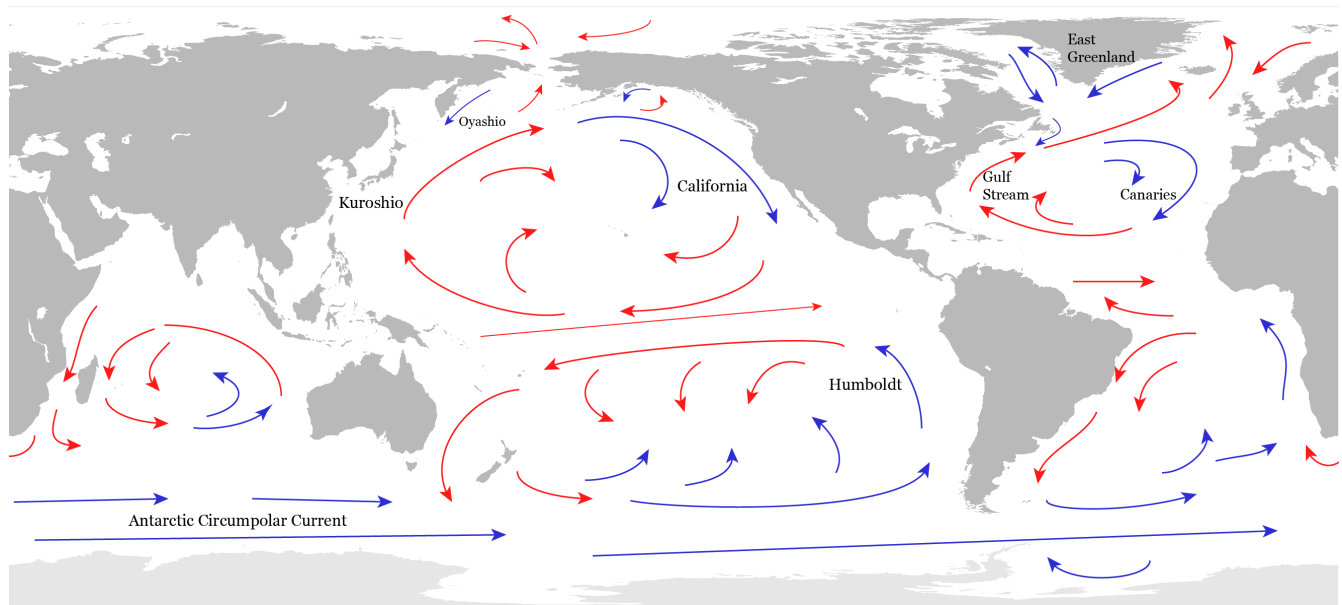 East
Greenland
Oyashio
Kuroshio
California
Gulf
Stream
Canaries
Humboldt
Antarctic Circumpolar Current